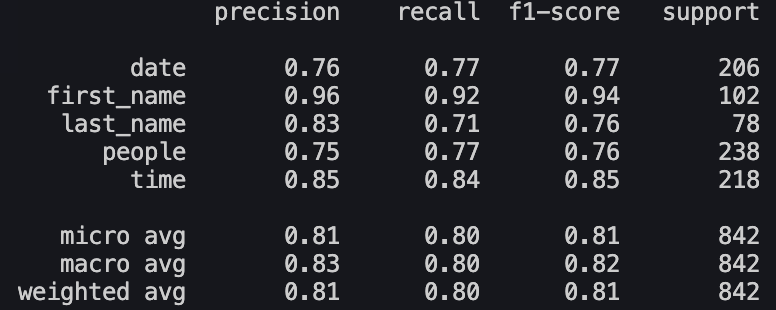 precision recall f1-score support
date 0.76 0.77 0.77 206
first_name 0.96 0.92 0.94 102
last_name 0.83 0.71 0.76 78
people 0.75 0.77 0.76 238
time 0.85 0.84 0.85 218
micro avg 0.81 0.80 0.81 842
macro avg 0.83 0.80 0.82 842
weighted avg 0.81 0.80 0.81 842